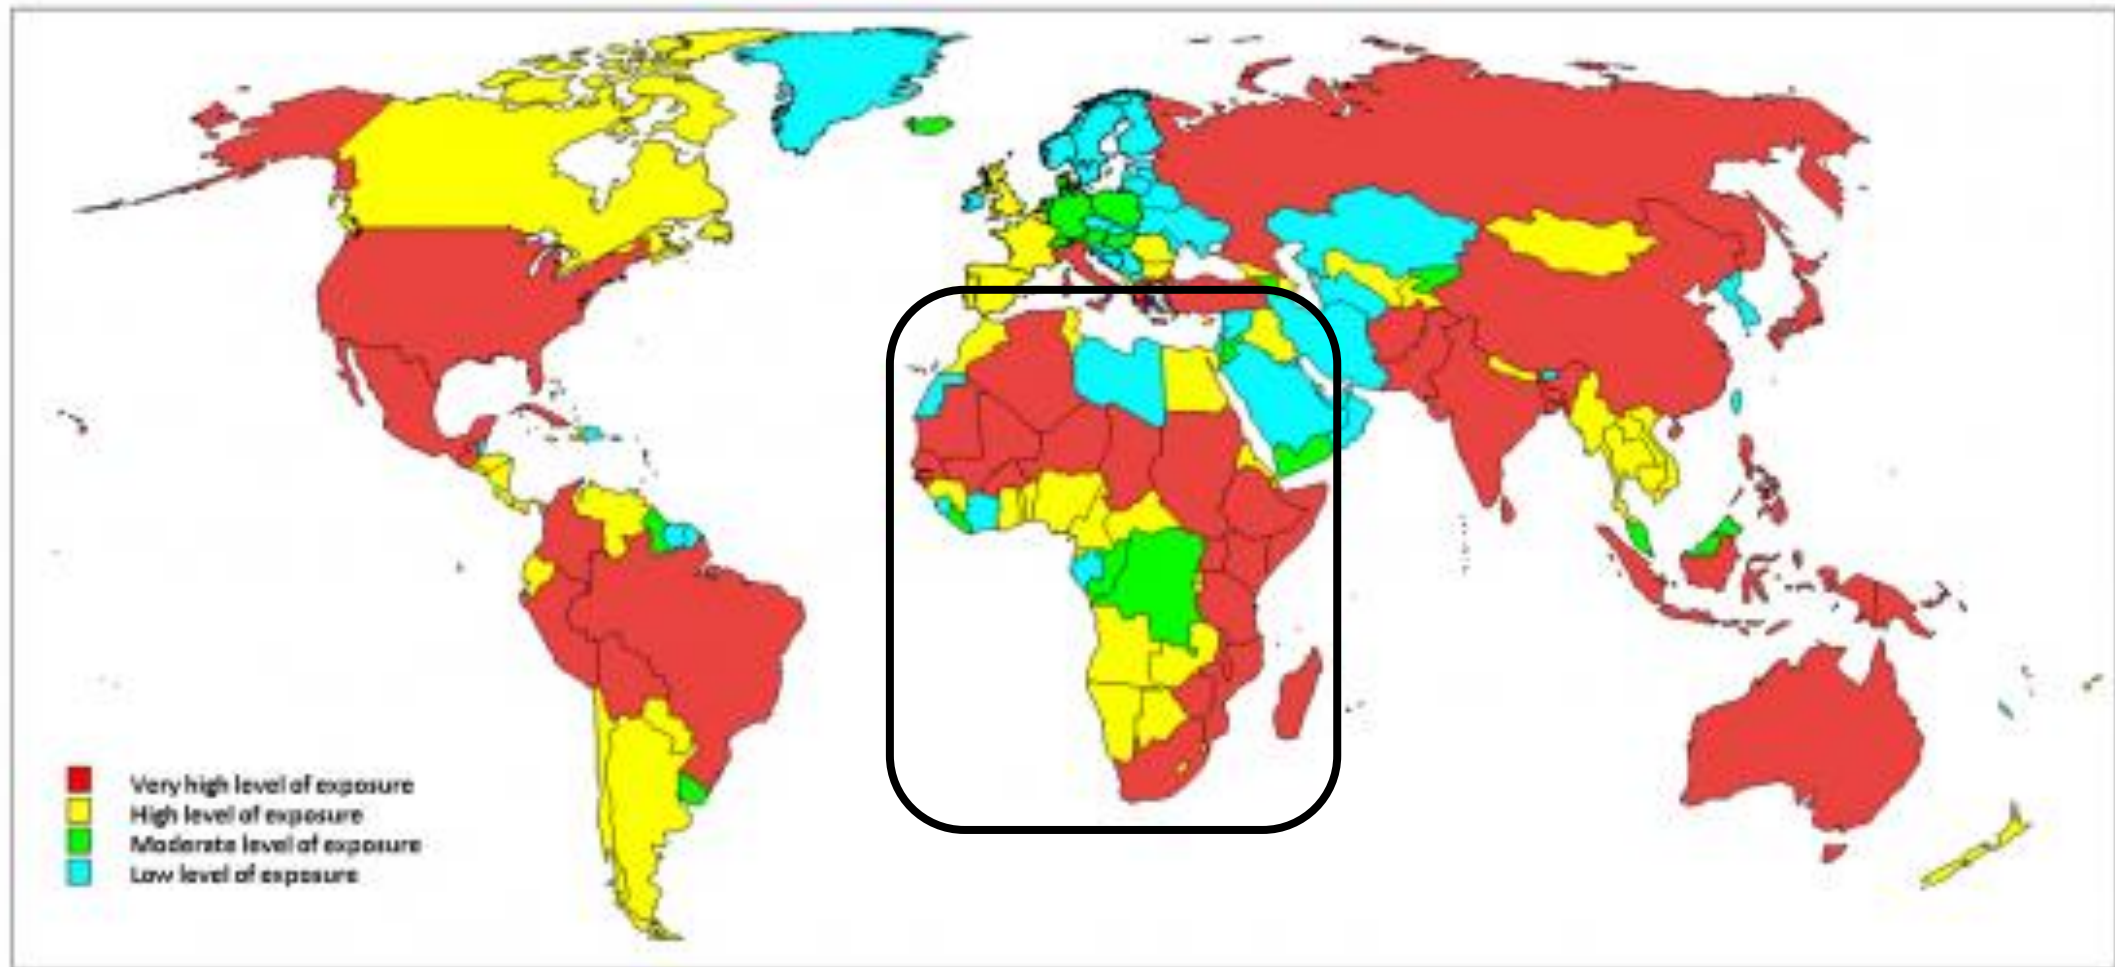 Very high level of exposure
High level of exposure
Moderate level of exposure
Low level of exposure